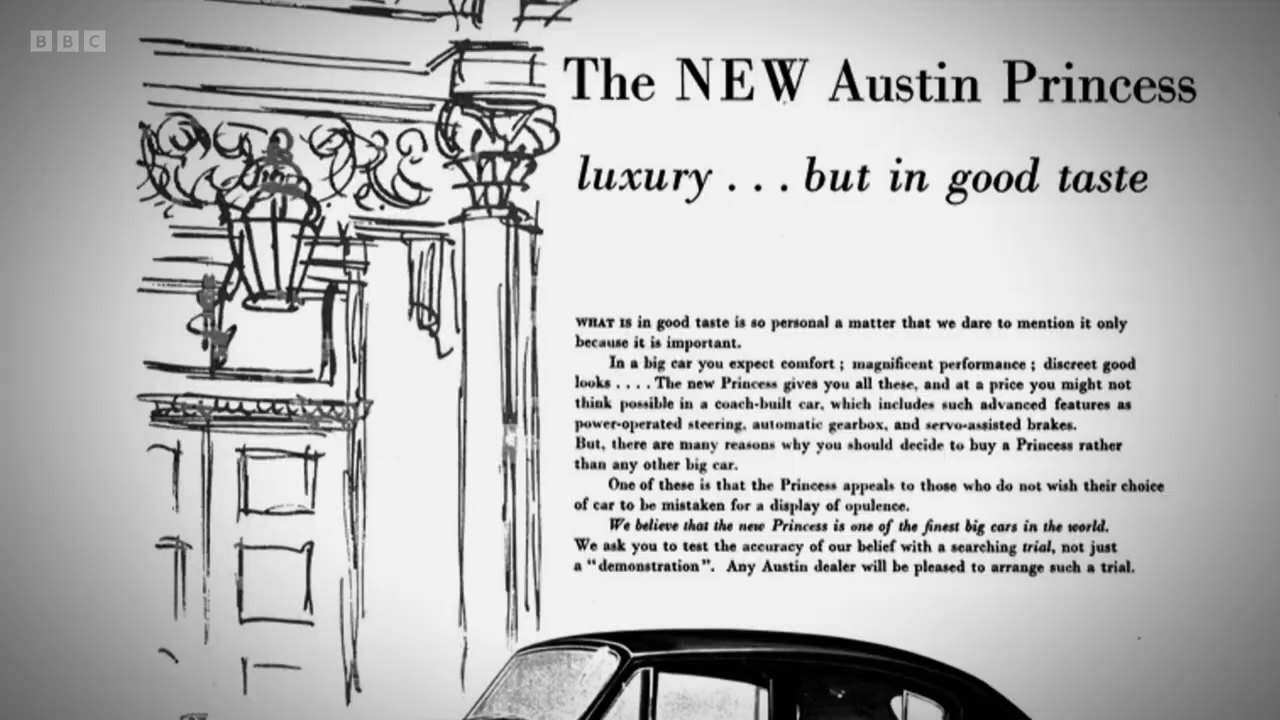 BBC
The NEW Austin Princess
luxury . . . but in good taste
WHAT IS in good taste is so personal a matter that we dare to mention it only
because it is important.
In a big car you expect comfort ; magnificent performance ; discreet good
looks . . . . The new Princess gives you all these, and at a price you might not
think possible in a coach-built car, which includes such advanced features as
power-operated steering, automatic gearbox, and servo-assisted brakes.
But, there are many reasons why you should decide to buy a Princess rather
than any other big car.
One of these is that the Princess appeals to those who do not wish their choice
of car to be mistaken for a display of opulence.
We believe that the new Princess is one of the finest big cars in the world.
We ask you to test the accuracy of our belief with a searching trial, not just
a “demonstration”. Any Austin dealer will be pleased to arrange such a trial.